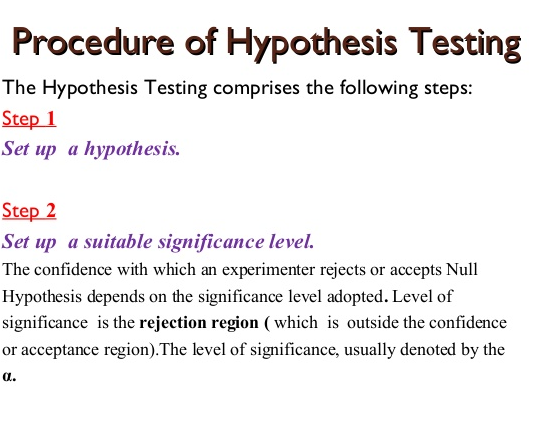 Procedure of Hypothesis Testing
The Hypothesis Testing comprises the following steps:
Step 1
Set up a hypothesis.
Step 2
Set up a suitable significance level.
The confidence with which an experimenter rejects or accepts Null
Hypothesis depends on the significance level adopted. Level of
significance is the rejection region ( which is outside the confidence
or acceptance region).The level of significance, usually denoted by the
α.